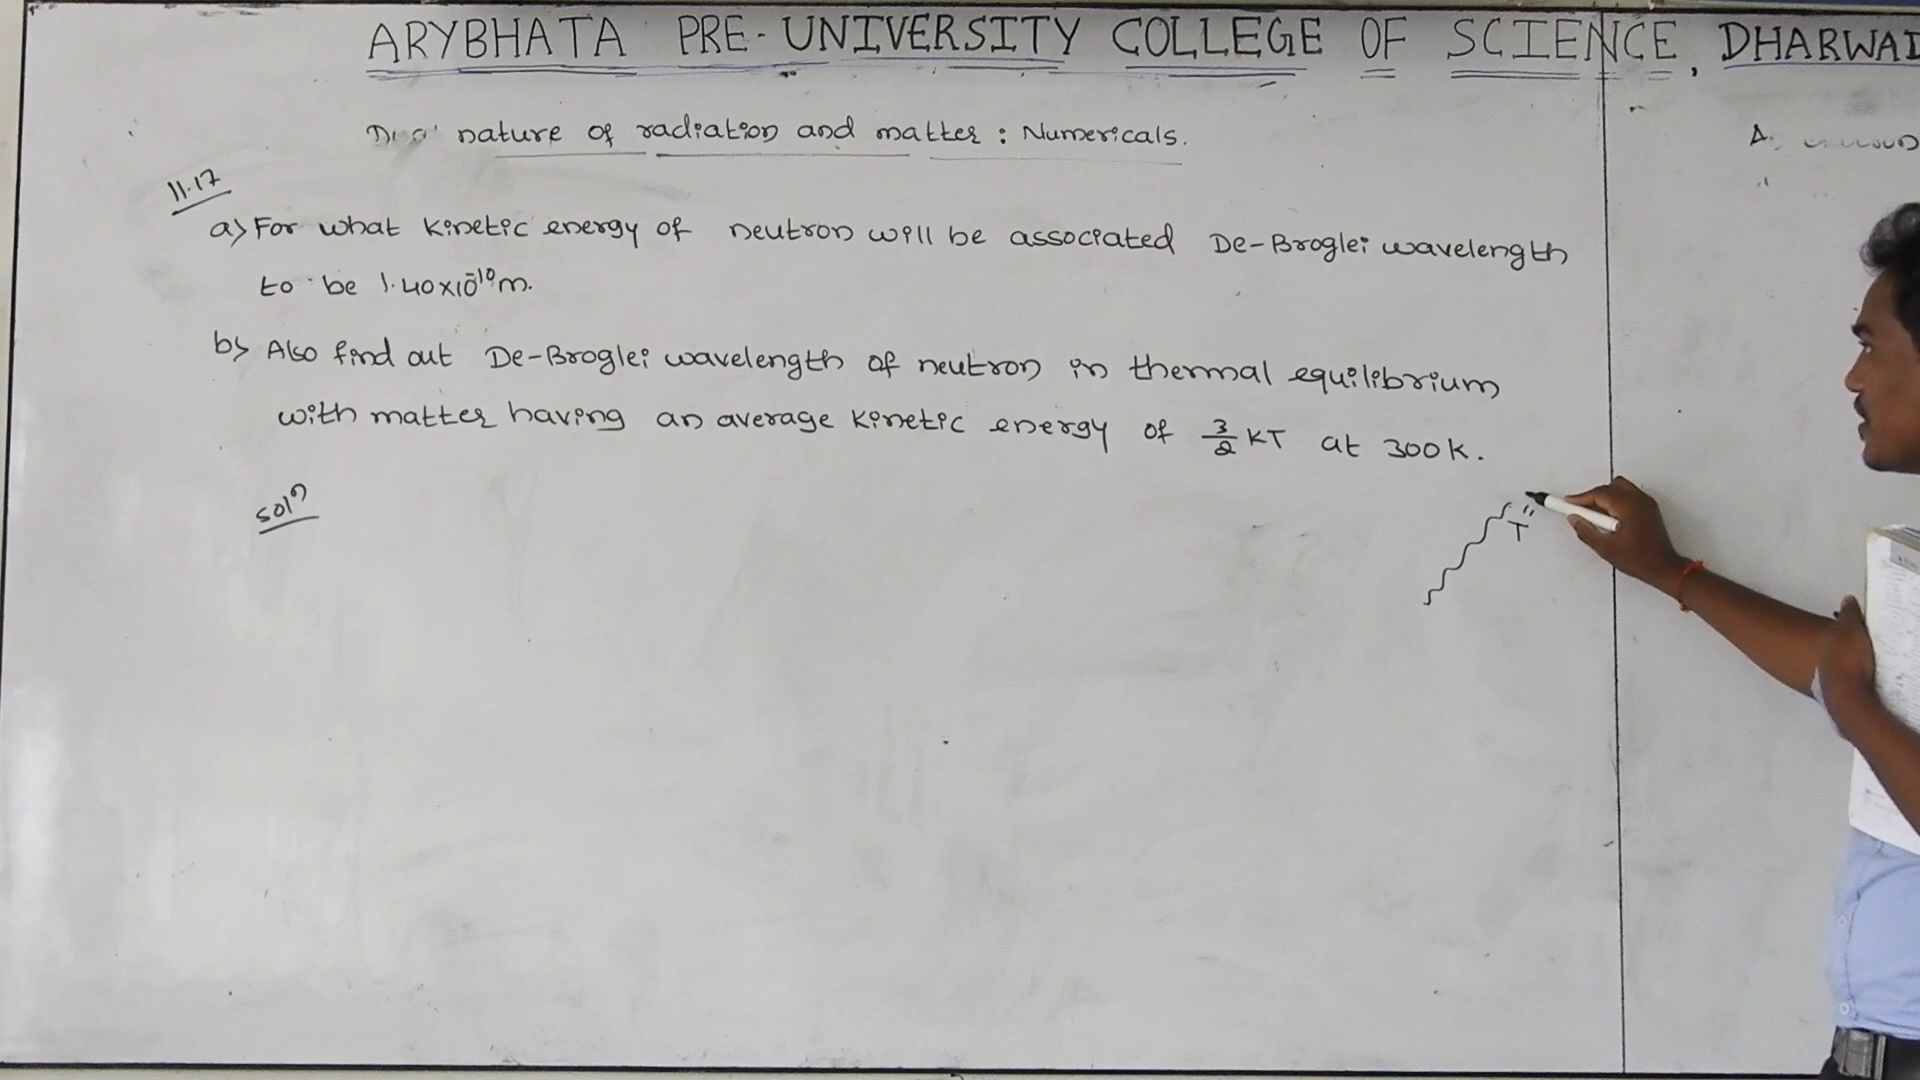 ARYBHATA PRE-UNIVERSITY COLLEGE OF SCIENCE, DHARWAD
nature of radiation and matter : Numericals.
11.17
a) For what kinetic energy of neutron will be associated De-Broglei wavelength
to be 1.40×10⁻¹⁰m.
b) Also find out De-Broglei wavelength of neutron in thermal equilibrium
with matter having an average kinetic energy of 3/2 KT at 300K.
solⁿ
T"